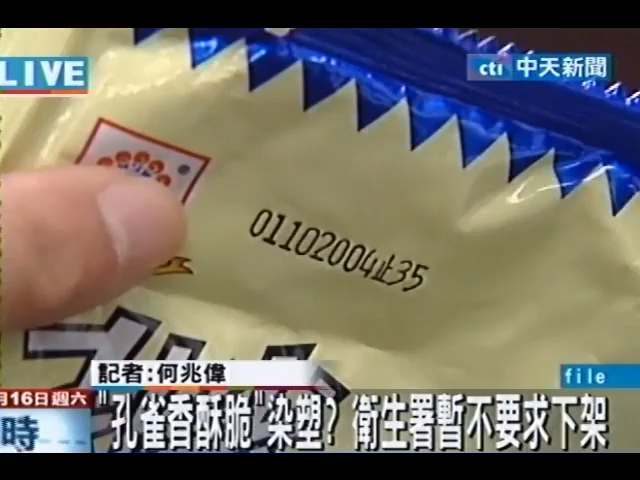 LIVE
cti 中天新聞
01102004止35
記者:何兆偉
file
月16日週六
時
"孔雀香酥脆"染塑? 衛生署暫不要求下架